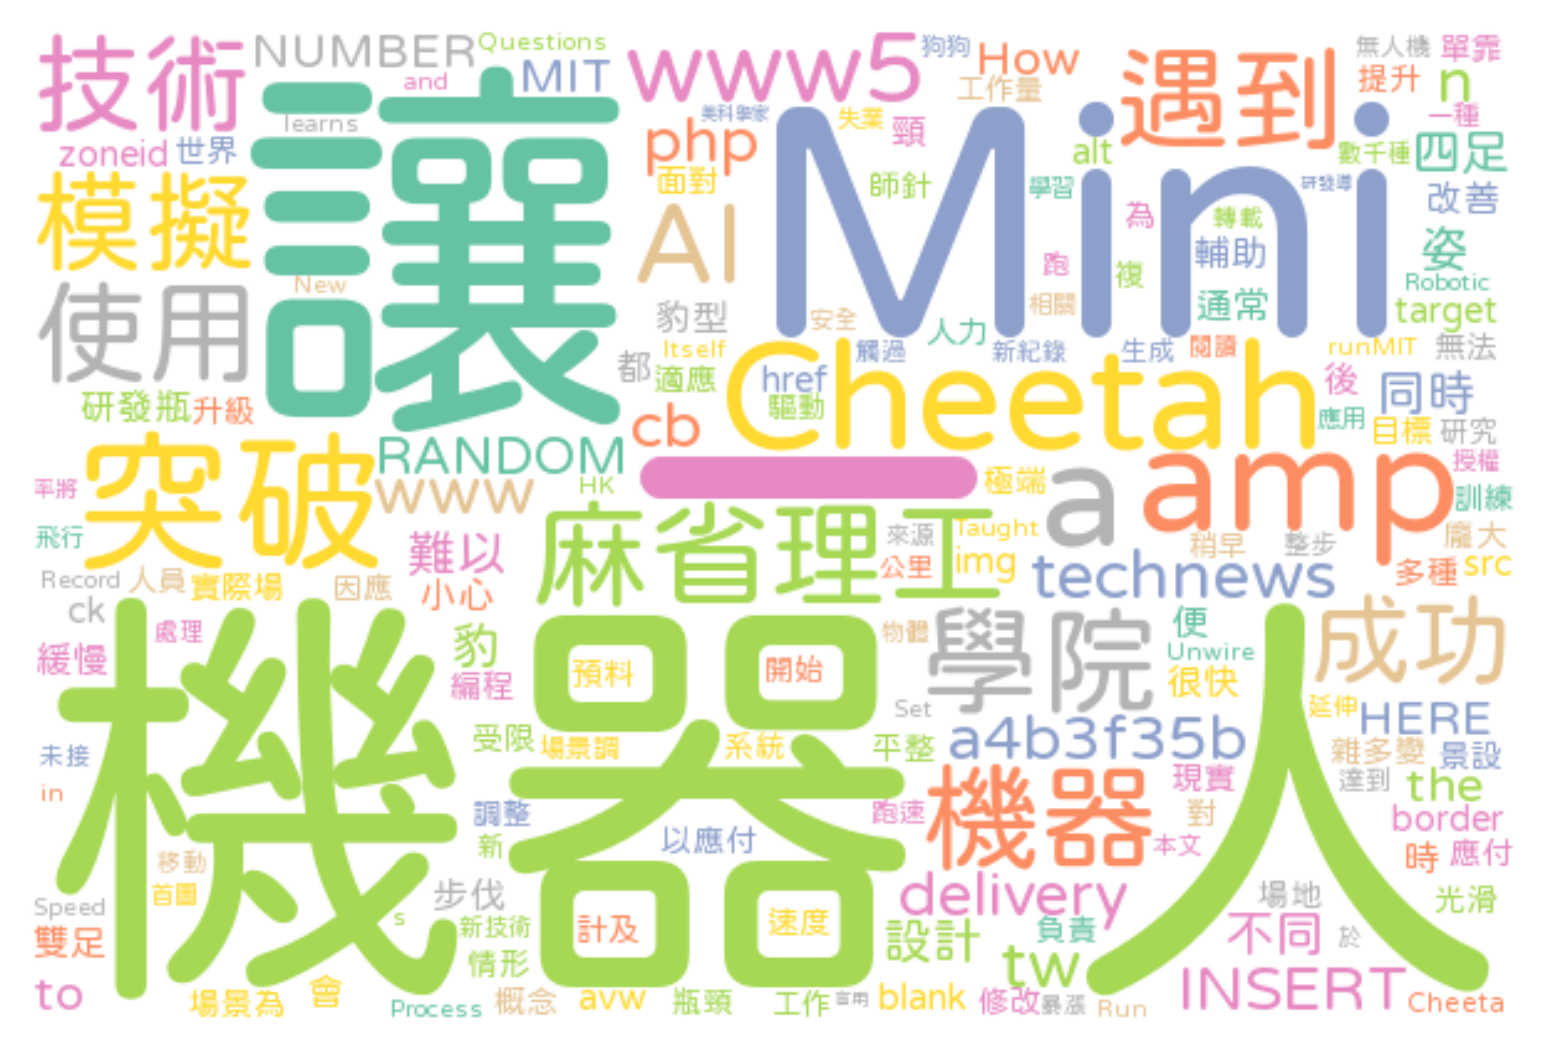 技術
NUMBER
Questions
and
MIT
www5
狗狗
How
工作量
遇到
無人機
單靠
提升
n
一種
learns
讓
美科學家
php
失業
頸
Mini
alt
數千種
四足
zoneid
世界
模擬
面對
師針
學習
研發導
改善
AI
為
轉載
跑
複
輔助
姿
Robotic
New
使用
豹型
相關
通常
target
安全
人力
都
Itself
適應
觸過
新紀錄
生成
閱讀
runMIT
無法
Cheetah
href
驅動
後
同時
研發瓶
升級
cb
應用
目標
研究
突破
RANDOM
一
極端
a
amp
授權
率將
www
HK
訓練
飛行
難以
麻省理工
來源
Taught
稍早
整步
龐大
Record
人員
實際場
因應
小心
公里
img
technews
多種
src
ck
機器人
處理
豹
物體
學院
便
成功
緩慢
編程
預料
開始
Unwire
很快
Set
延伸
HERE
未接
受限
場景調
系統
平整
a4b3f35b
雜多變
景設
in
機器
現實
達到
the
調整
跑速
對
border
新
以應付
本文
時
應付
移動
首圖
步伐
delivery
場地
光滑
Speed
s
新技術
計及
速度
設計
負責
不同
於
雙足
情形
tw
INSERT
to
場景為
會
Process
概念
avw
瓶頸
工作
blank
修改
暴漲
Run
Cheeta